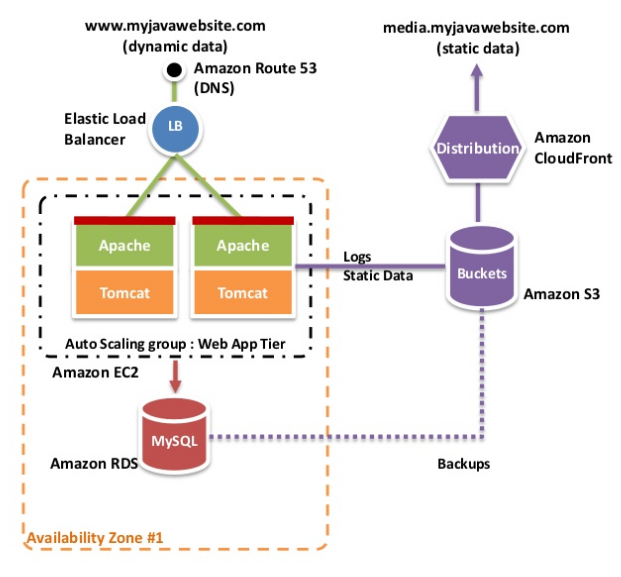 www.myjavawebsite.com
(dynamic data)
media.myjavawebsite.com
(static data)
Amazon Route 53
(DNS)
Elastic Load
Balancer
LB
Distribution
Amazon
CloudFront
Apache
Apache
Tomcat
Tomcat
Logs
Static Data
Buckets
Amazon S3
Auto Scaling group : Web App Tier
Amazon EC2
MySQL
Amazon RDS
Backups
Availability Zone #1